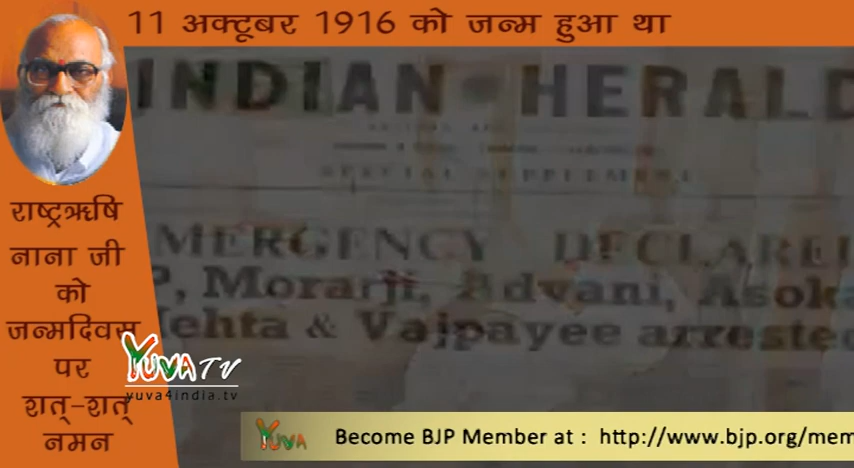 11 अक्टूबर 1916 को जन्म हुआ था
INDIAN HERALD
SPECIAL SUPPLEMENT
MERGENCY DECLARE
P, Morarji, Advani, Asoka
Mehta & Vajpayee arrested
राष्ट्रऋषि
नाना जी
को
जन्मदिवस
पर
शत्-शत्
नमन
YUVA TV
yuva4india.tv
YUVA
Become BJP Member at : http://www.bjp.org/mem